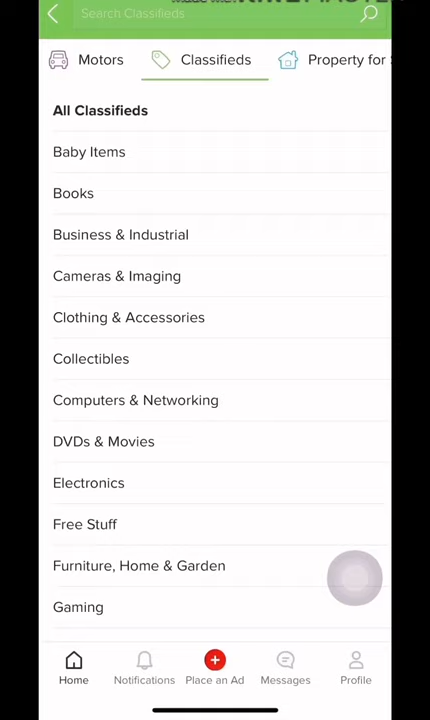 Search Classifieds
Motors
Classifieds
Property for
All Classifieds
Baby Items
Books
Business & Industrial
Cameras & Imaging
Clothing & Accessories
Collectibles
Computers & Networking
DVDs & Movies
Electronics
Free Stuff
Furniture, Home & Garden
Gaming
Home
Notifications
Place an Ad
Messages
Profile